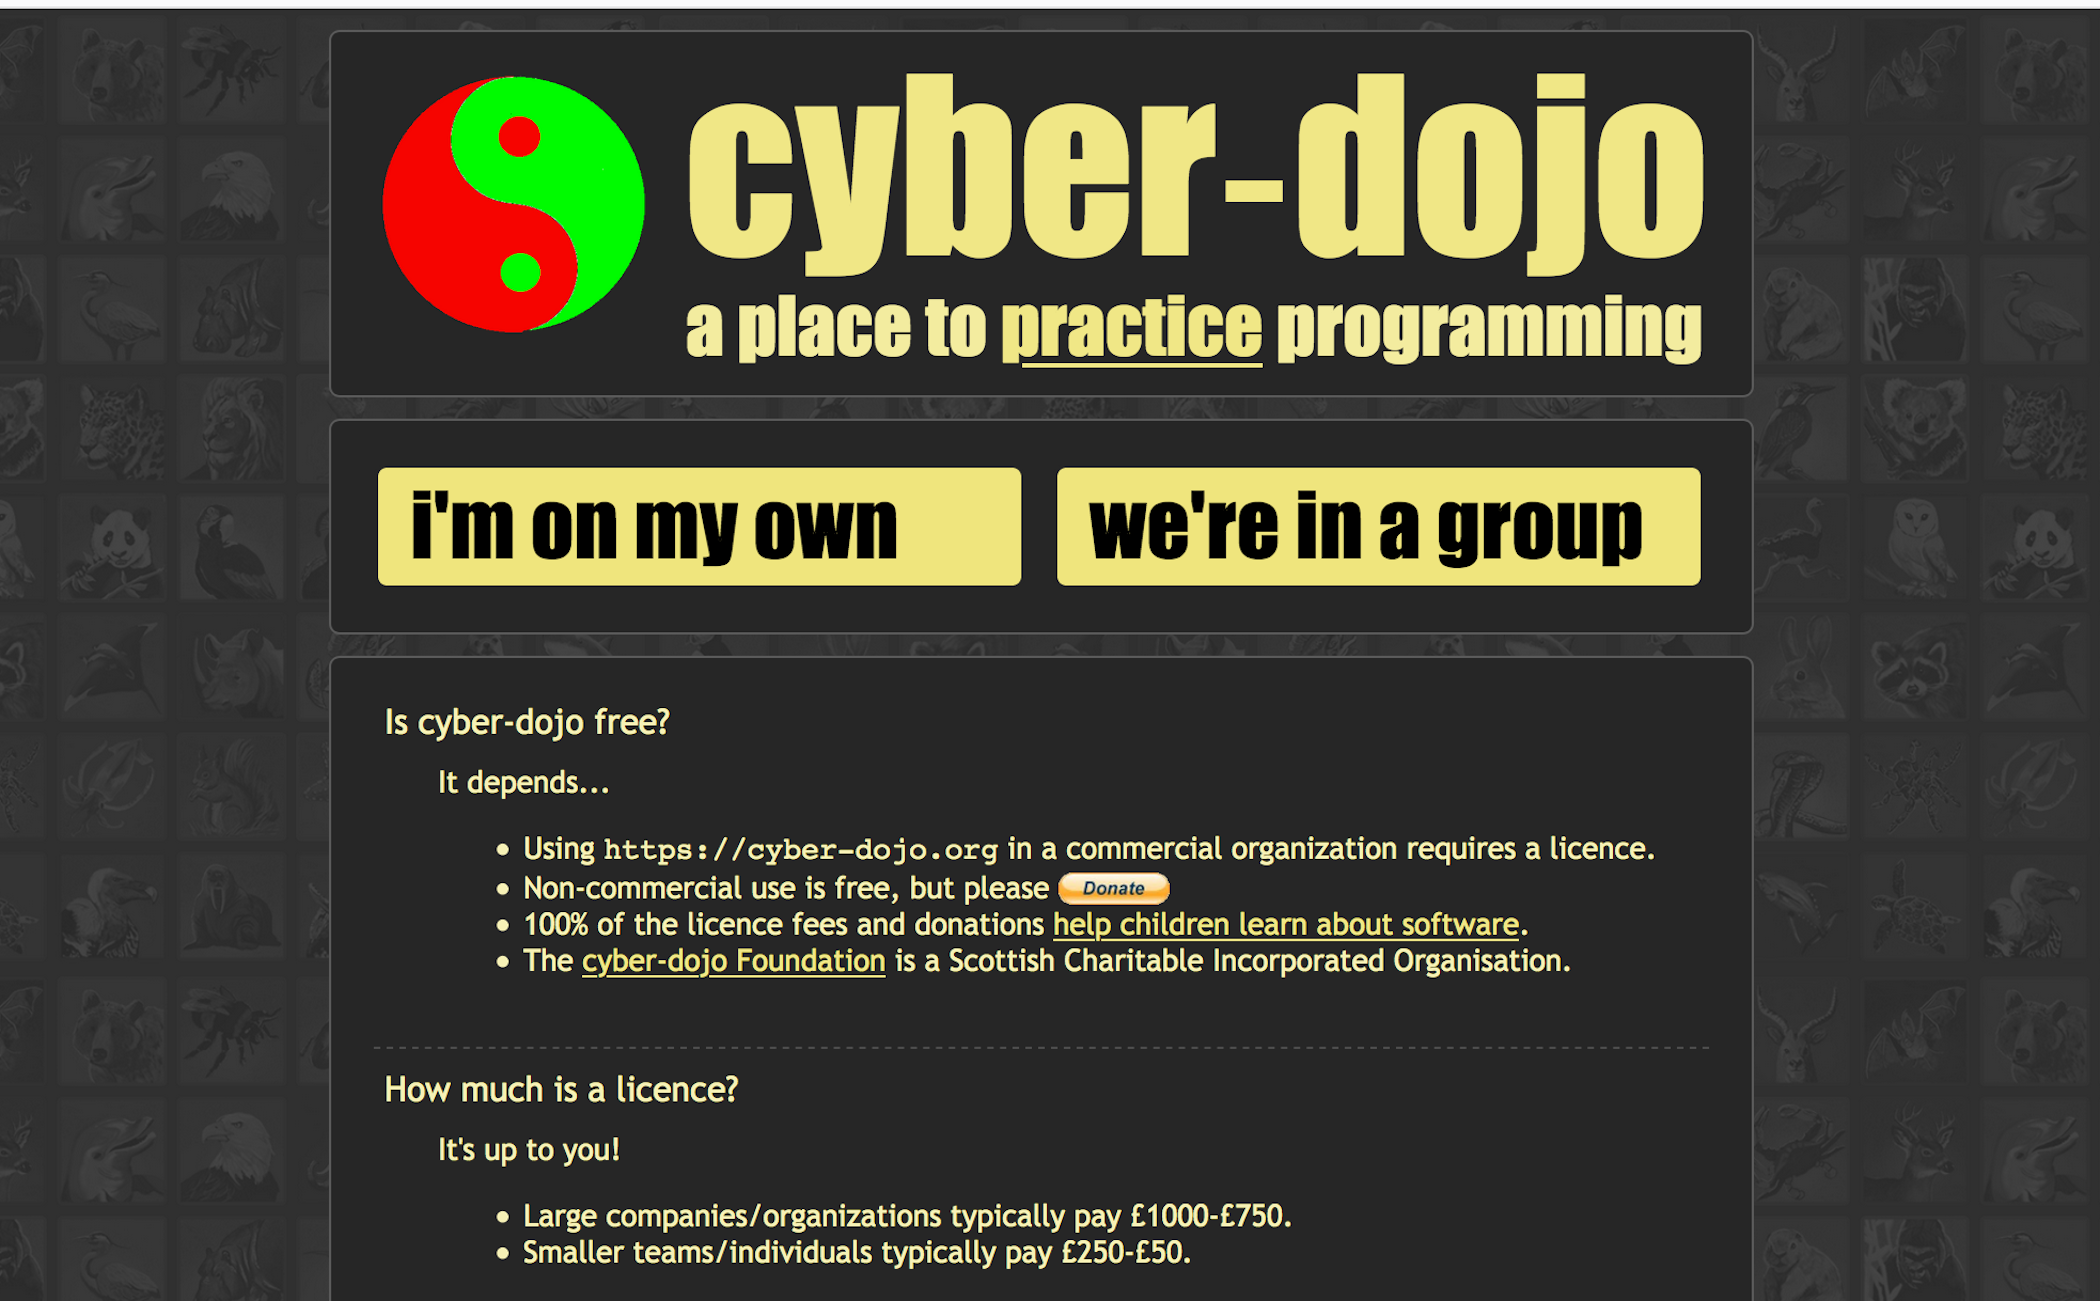 cyber-dojo
a place to practice programming
i'm on my own
we're in a group
Is cyber-dojo free?
It depends...
• Using https://cyber-dojo.org in a commercial organization requires a licence.
• Non-commercial use is free, but please Donate
• 100% of the licence fees and donations help children learn about software.
• The cyber-dojo Foundation is a Scottish Charitable Incorporated Organisation.
How much is a licence?
It's up to you!
• Large companies/organizations typically pay £1000-£750.
• Smaller teams/individuals typically pay £250-£50.